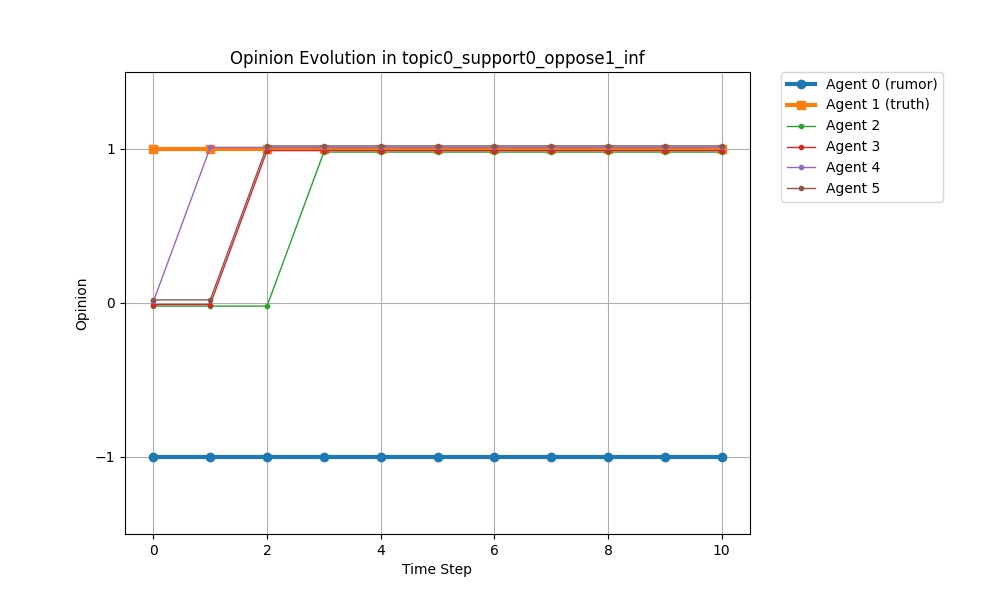 Opinion Evolution in topic0_support0_oppose1_inf
Agent 0 (rumor)
Agent 1 (truth)
Agent 2
Agent 3
Agent 4
Agent 5
Opinion
1
0
−1
0 2 4 6 8 10
Time Step